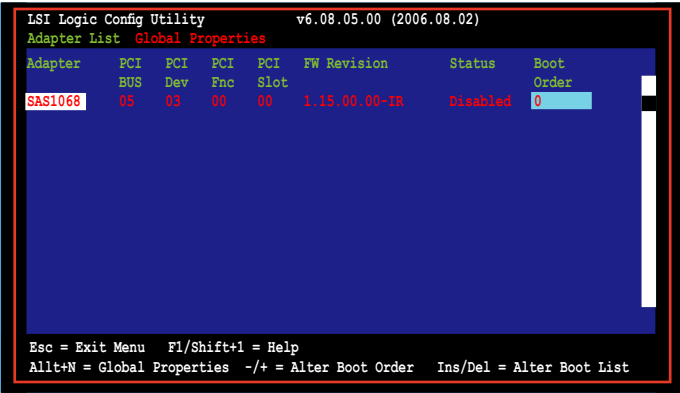 LSI Logic Config Utility v6.08.05.00 (2006.08.02)
Adapter List Global Properties
Adapter PCI PCI PCI PCI FW Revision Status Boot
BUS Dev Fnc Slot Order
SAS1068 05 03 00 00 1.15.00.00-IR Disabled 0
Esc = Exit Menu F1/Shift+1 = Help
Allt+N = Global Properties -/+ = Alter Boot Order Ins/Del = Alter Boot List